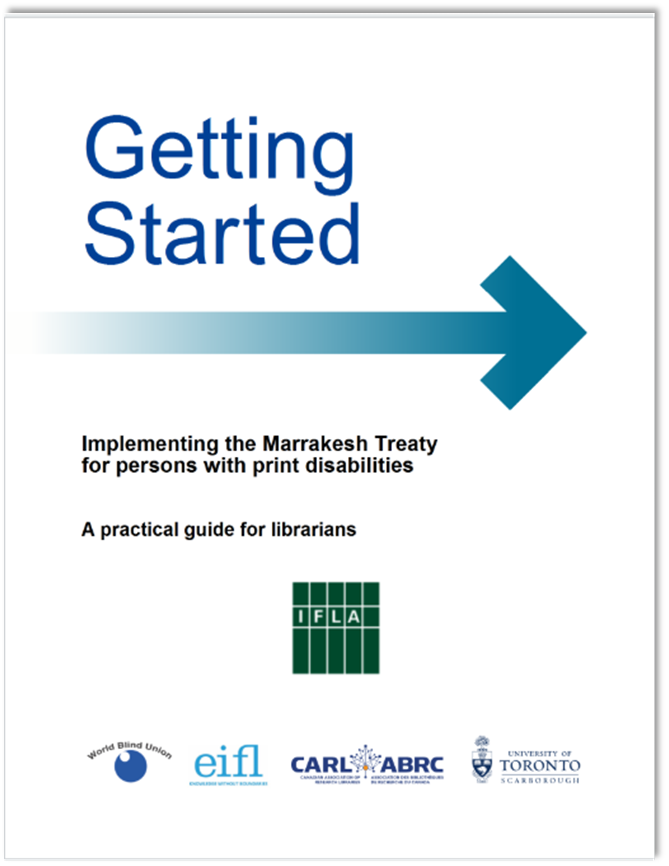 Getting
Started
Implementing the Marrakesh Treaty
for persons with print disabilities
A practical guide for librarians
IFLA
World Blind Union
eifl
KNOWLEDGE WITHOUT BOUNDARIES
CARL ABRC
CANADIAN ASSOCIATION OF
RESEARCH LIBRARIES
ASSOCIATION DES BIBLIOTHÈQUES
DE RECHERCHE DU CANADA
UNIVERSITY OF
TORONTO
SCARBOROUGH